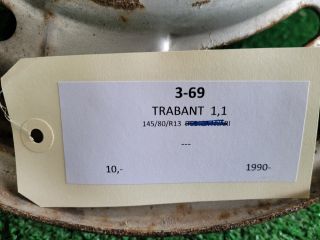 3-69
TRABANT 1,1
145/80/R13
---
10,-
1990-